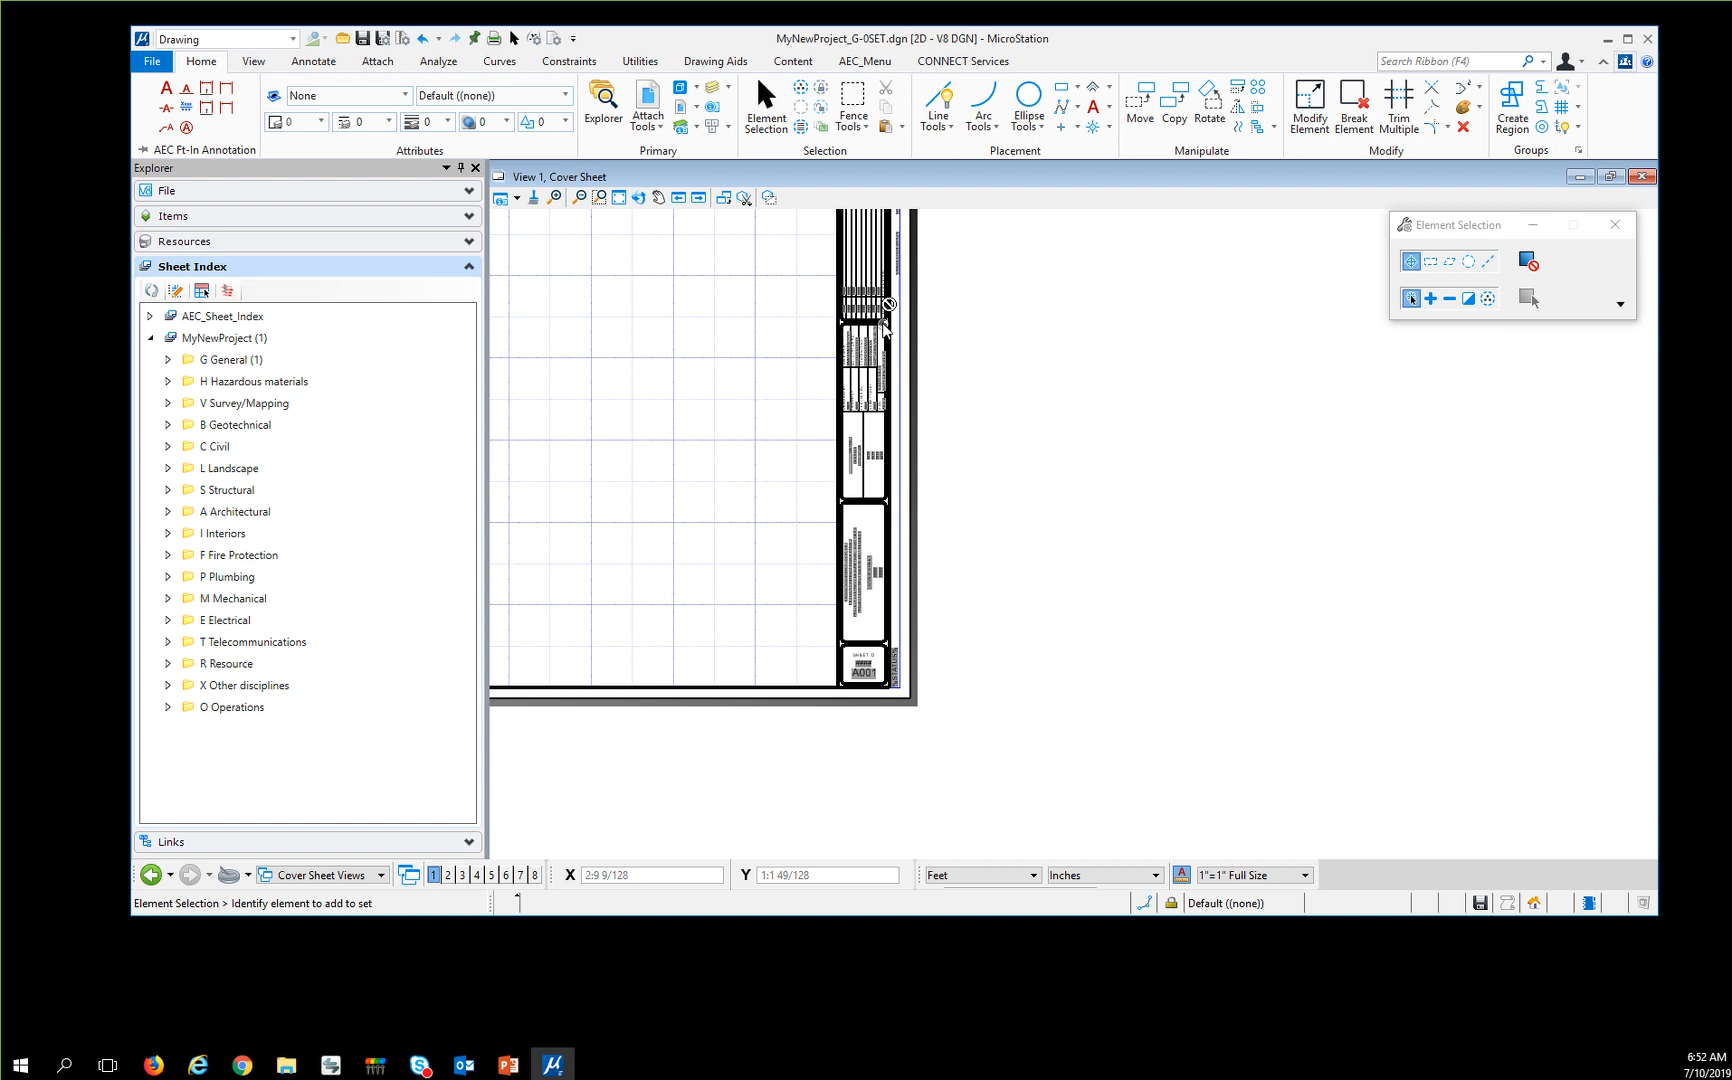 Drawing
MyNewProject_G-0SET.dgn [2D - V8 DGN] - MicroStation
File Home View Annotate Attach Analyze Curves Constraints Utilities Drawing Aids Content AEC_Menu CONNECT Services
Search Ribbon (F4)
None
Default ((none))
0 0 0 0 0
Explorer
Attach Tools
Element Selection
Fence Tools
Line Tools
Arc Tools
Ellipse Tools
Move Copy Rotate
Modify Element
Break Element
Trim Multiple
Create Region
AEC Ft-In Annotation
Attributes
Primary
Selection
Placement
Manipulate
Modify
Groups
Explorer
File
Items
Resources
Sheet Index
AEC_Sheet_Index
MyNewProject (1)
G General (1)
H Hazardous materials
V Survey/Mapping
B Geotechnical
C Civil
L Landscape
S Structural
A Architectural
I Interiors
F Fire Protection
P Plumbing
M Mechanical
E Electrical
T Telecommunications
R Resource
X Other disciplines
O Operations
Links
View 1, Cover Sheet
Element Selection
SHEET ID
A001
Cover Sheet Views
1 2 3 4 5 6 7 8
X 2:9 9/128
Y 1:1 49/128
Feet
Inches
1"=1" Full Size
Element Selection > Identify element to add to set
Default ((none))
6:52 AM
7/10/2019